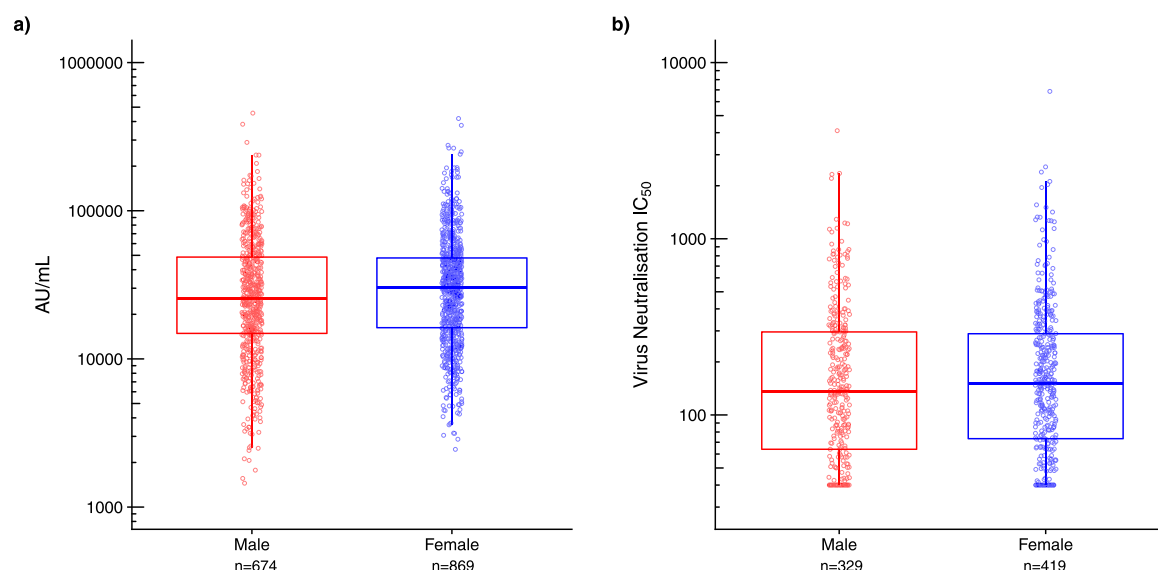 a)
1000000
100000
10000
1000
AU/mL
Male
Female
n=674
n=869
b)
10000
1000
100
Virus Neutralisation IC50
Male
Female
n=329
n=419